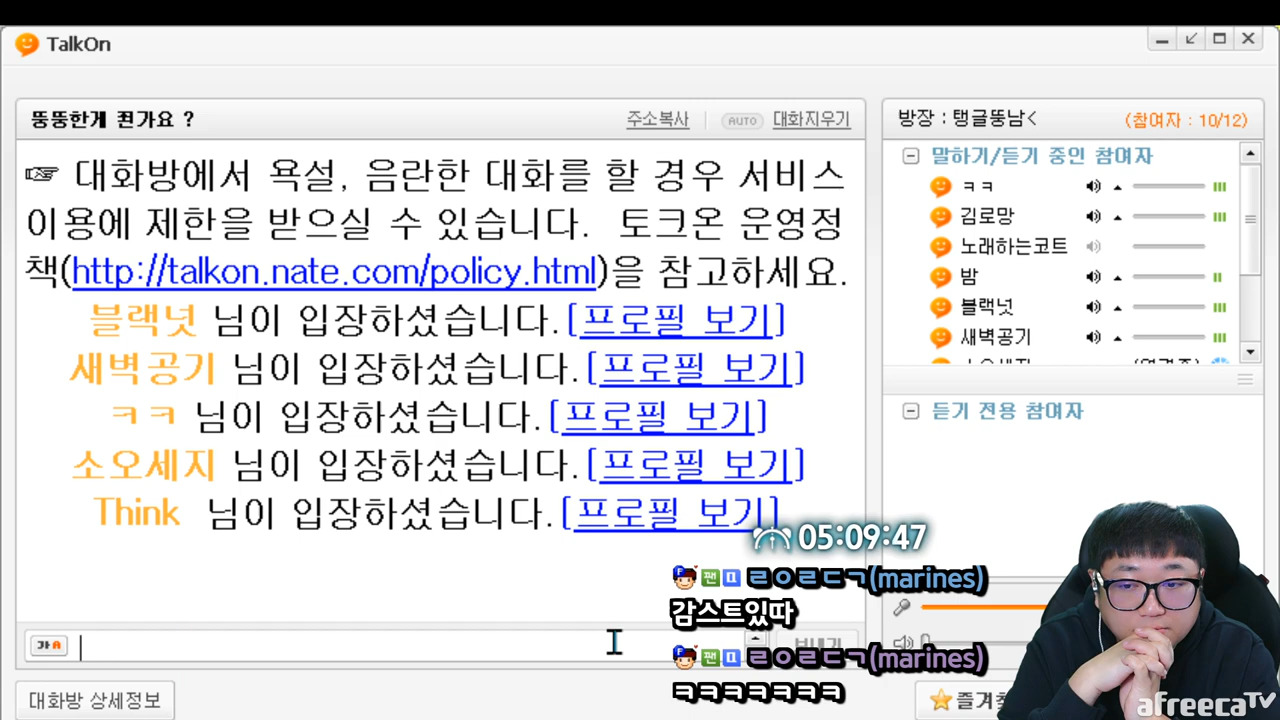 TalkOn
뚱뚱한게 죈가요 ?
주소복사
AUTO
대화지우기
☞ 대화방에서 욕설, 음란한 대화를 할 경우 서비스
이용에 제한을 받으실 수 있습니다. 토크온 운영정
책(http://talkon.nate.com/policy.html)을 참고하세요.
블랙넛 님이 입장하셨습니다.[프로필 보기]
새벽공기 님이 입장하셨습니다.[프로필 보기]
ㅋㅋ 님이 입장하셨습니다.[프로필 보기]
소오세지 님이 입장하셨습니다.[프로필 보기]
Think 님이 입장하셨습니다.[프로필 보기]
가A
보내기
대화방 상세정보
방장 : 탱글뚱남<
(참여자 : 10/12)
말하기/듣기 중인 참여자
ㅋㅋ
김로망
노래하는코트
밤
블랙넛
새벽공기
듣기 전용 참여자
05:09:47
팬 ㄹㅇㄹㄷㄱ(marines)
감스트있따
팬 ㄹㅇㄹㄷㄱ(marines)
ㅋㅋㅋㅋㅋㅋㅋ
afreecaTV